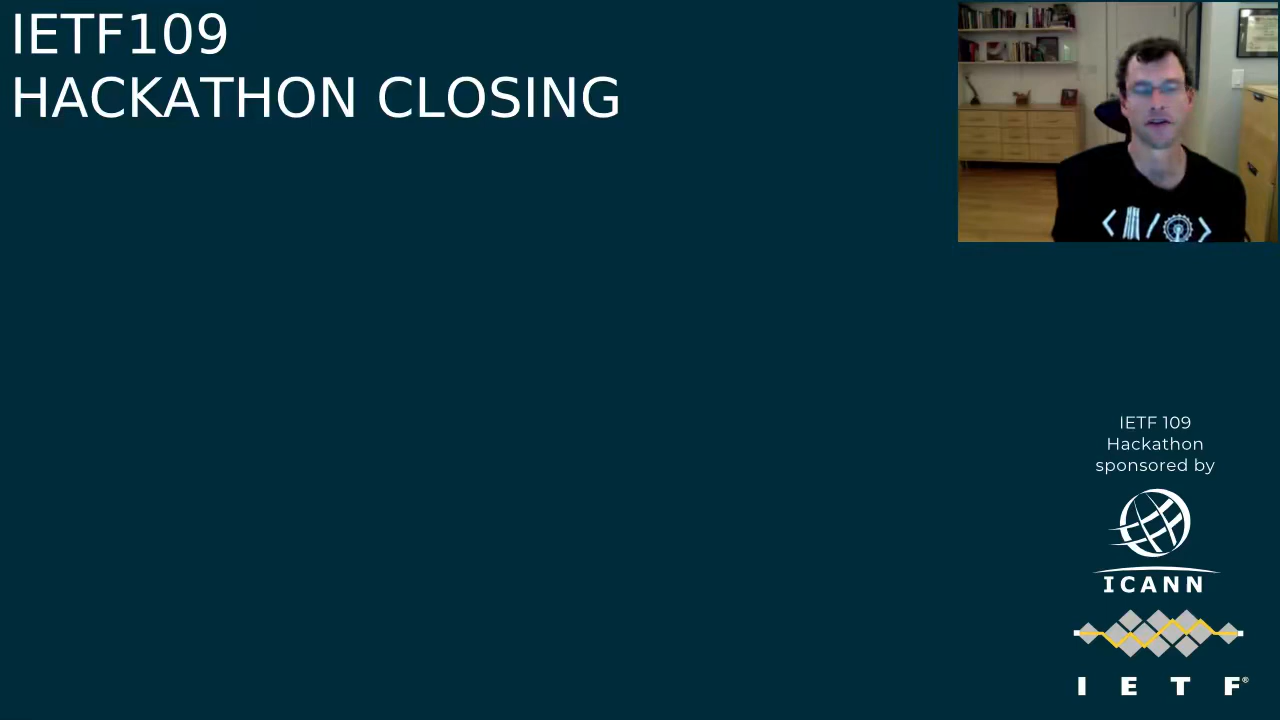 IETF109
HACKATHON CLOSING
IETF 109
Hackathon
sponsored by
ICANN
I E T F®